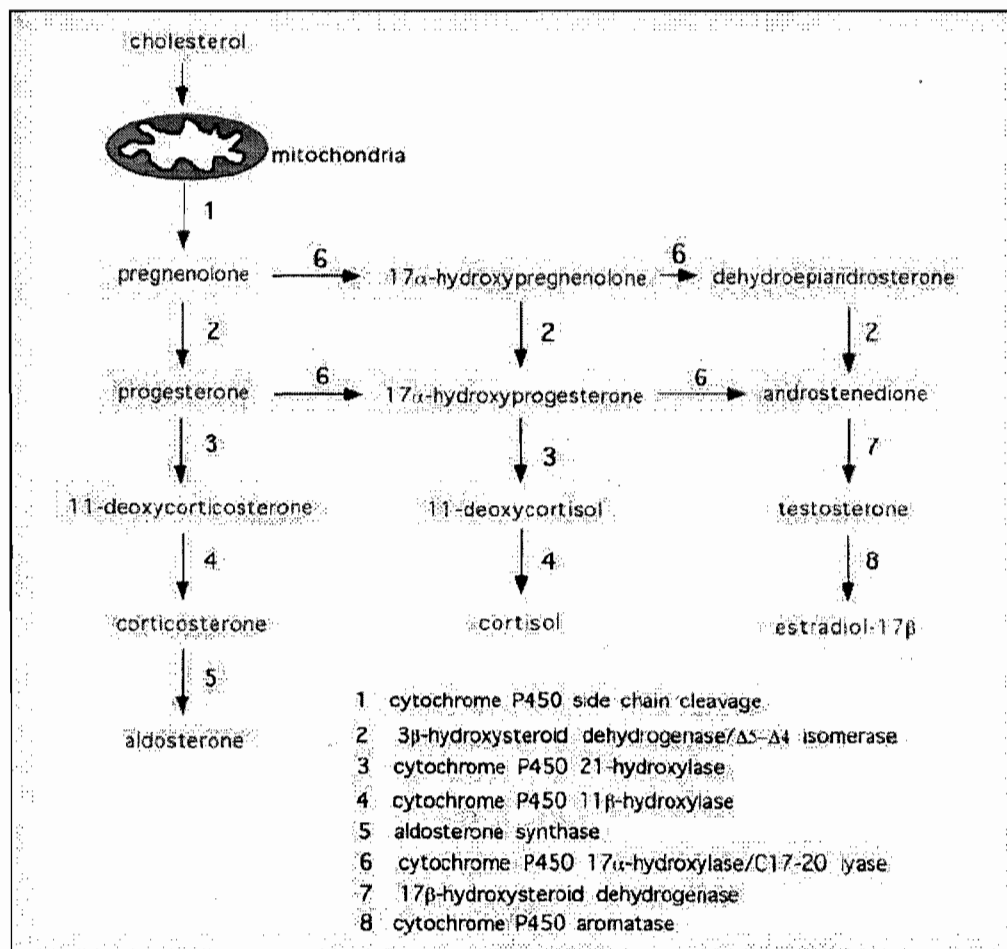 cholesterol
mitochondria
1
pregnenolone 6 17α-hydroxypregnenolone 6 dehydroepiandrosterone
2 2 2
progesterone 6 17α-hydroxyprogesterone 6 androstenedione
3 3 7
11-deoxycorticosterone 11-deoxycortisol testosterone
4 4 8
corticosterone cortisol estradiol-17β
5
aldosterone
1 cytochrome P450 side chain cleavage
2 3β-hydroxysteroid dehydrogenase/Δ5-Δ4 isomerase
3 cytochrome P450 21-hydroxylase
4 cytochrome P450 11β-hydroxylase
5 aldosterone synthase
6 cytochrome P450 17α-hydroxylase/C17-20 lyase
7 17β-hydroxysteroid dehydrogenase
8 cytochrome P450 aromatase